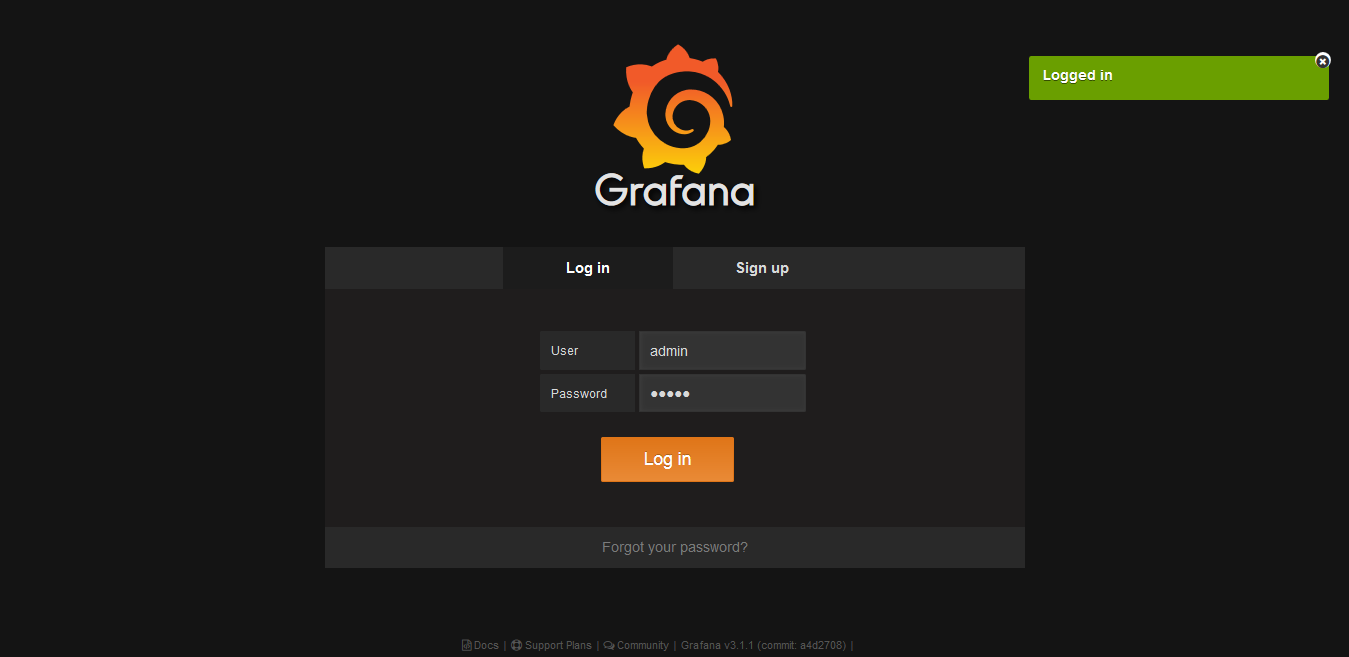 Logged in
Grafana
Log in
Sign up
User
admin
Password
●●●●●
Log in
Forgot your password?
Docs | Support Plans | Community | Grafana v3.1.1 (commit: a4d2708) |